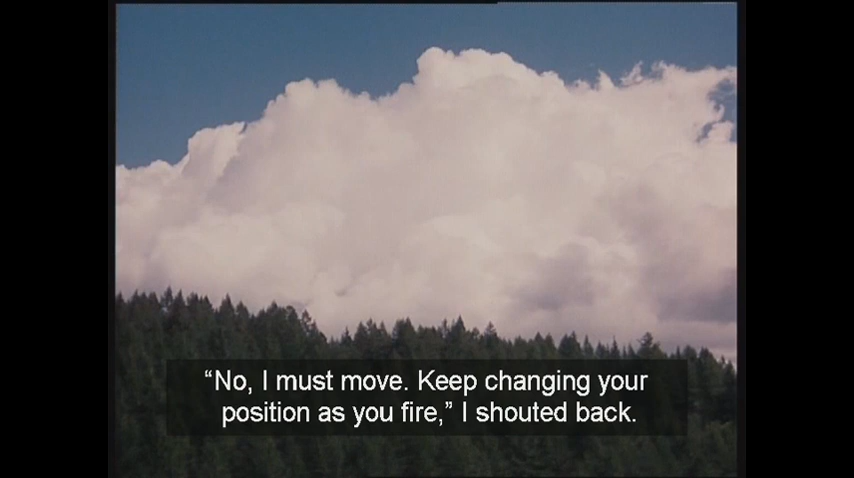 “No, I must move. Keep changing your
position as you fire,” I shouted back.